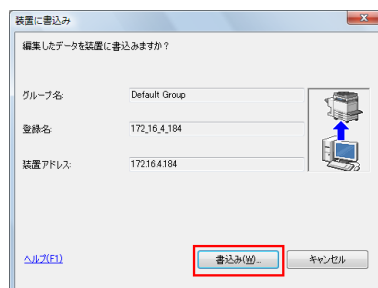 装置に書込み
編集したデータを装置に書込みますか？
グループ名: Default Group
登録名: 172_16_4_184
装置アドレス: 172.16.4.184
ヘルプ(F1) 書込み(W)... キャンセル